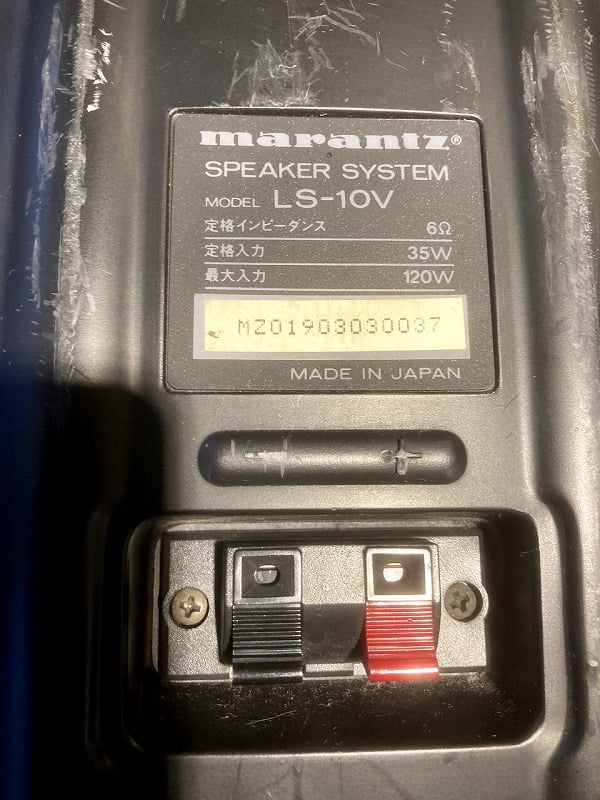 marantz®
SPEAKER SYSTEM
MODEL LS-10V
定格インピーダンス 6Ω
定格入力 35W
最大入力 120W
MZ01903030037
MADE IN JAPAN
- +